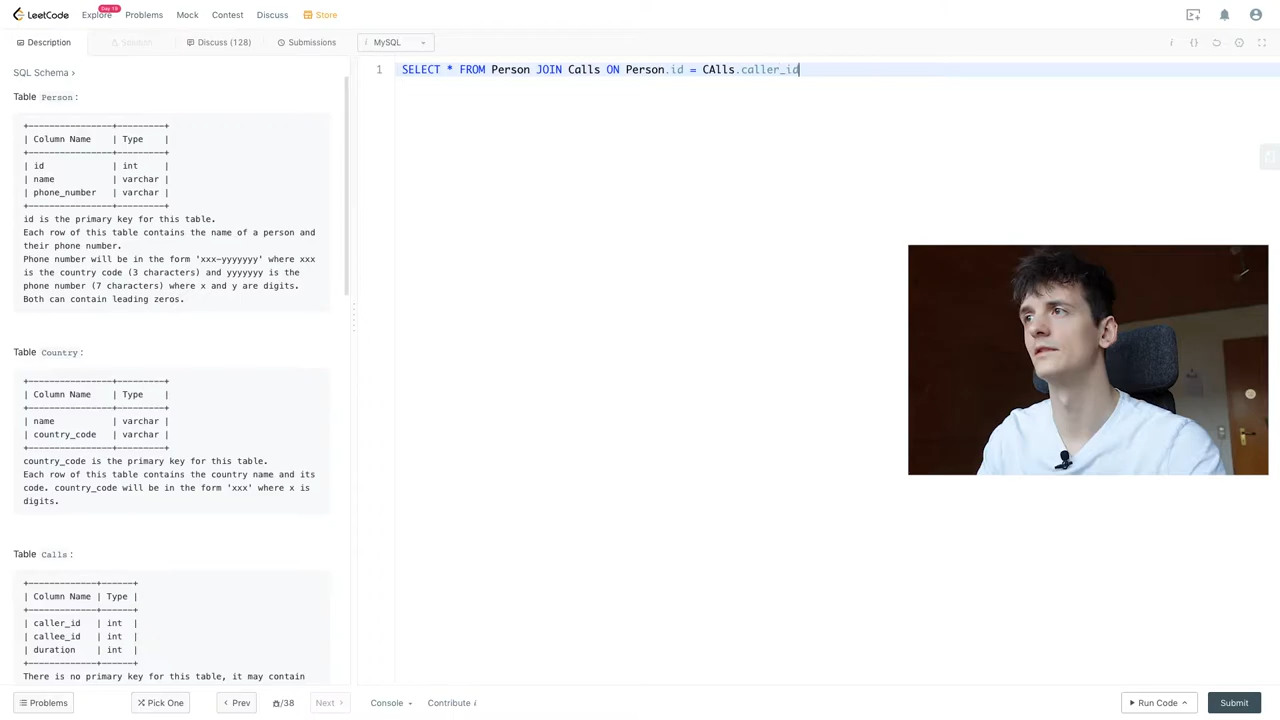 LeetCode
Explore
Day 19
Problems
Mock
Contest
Discuss
Store
Description
Solution
Discuss (128)
Submissions
i MySQL
SQL Schema >
Table Person :
+----------------+---------+
| Column Name | Type |
+----------------+---------+
| id | int |
| name | varchar |
| phone_number | varchar |
+----------------+---------+
id is the primary key for this table.
Each row of this table contains the name of a person and
their phone number.
Phone number will be in the form 'xxx-yyyyyyy' where xxx
is the country code (3 characters) and yyyyyyy is the
phone number (7 characters) where x and y are digits.
Both can contain leading zeros.
Table Country :
+----------------+---------+
| Column Name | Type |
+----------------+---------+
| name | varchar |
| country_code | varchar |
+----------------+---------+
country_code is the primary key for this table.
Each row of this table contains the country name and its
code. country_code will be in the form 'xxx' where x is
digits.
Table Calls :
+-------------+------+
| Column Name | Type |
+-------------+------+
| caller_id | int |
| callee_id | int |
| duration | int |
+-------------+------+
There is no primary key for this table, it may contain
1 SELECT * FROM Person JOIN Calls ON Person.id = CAlls.caller_id
Problems
Pick One
< Prev
/38
Next >
Console
Contribute i
Run Code
Submit